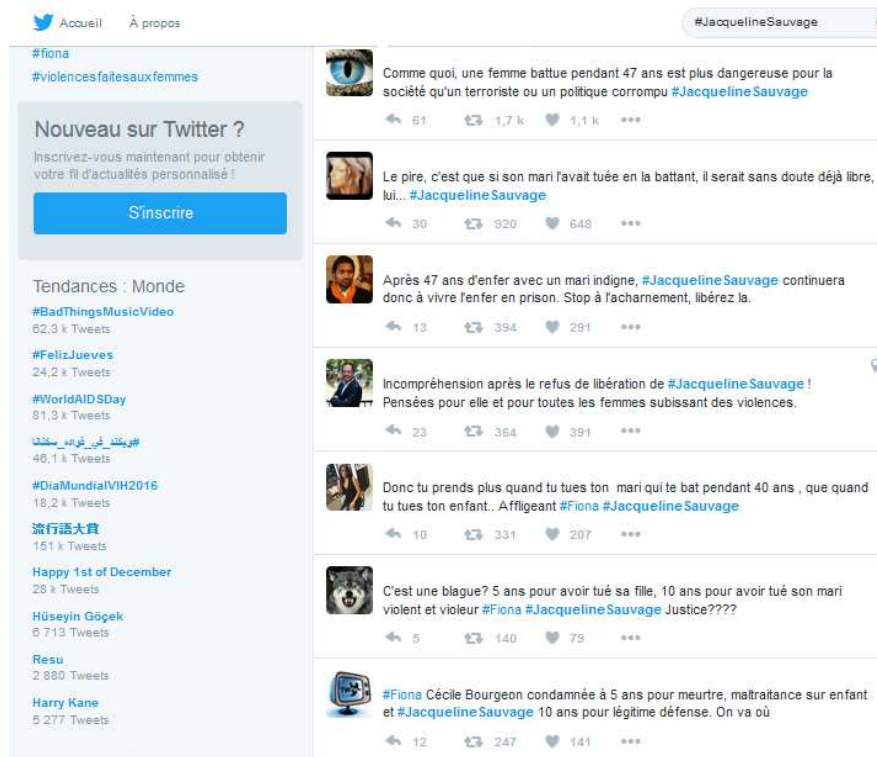 Accueil À propos
#JacquelineSauvage
#fiona
#violencesfaitesauxfemmes
Nouveau sur Twitter ?
Inscrivez-vous maintenant pour obtenir
votre fil d'actualités personnalisé !
S'inscrire
Tendances : Monde
#BadThingsMusicVideo
62,3 k Tweets
#FelizJueves
24,2 k Tweets
#WorldAIDSDay
81,3 k Tweets
46,1 k Tweets
#DiaMundialVIH2016
18,2 k Tweets
流行語大賞
151 k Tweets
Happy 1st of December
28 k Tweets
Hüseyin Göçek
6 713 Tweets
Resu
2 880 Tweets
Harry Kane
5 277 Tweets
Comme quoi, une femme battue pendant 47 ans est plus dangereuse pour la
société qu'un terroriste ou un politique corrompu #JacquelineSauvage
61 1,7 k 1,1 k
Le pire, c'est que si son mari l'avait tuée en la battant, il serait sans doute déjà libre,
lui... #JacquelineSauvage
30 920 648
Après 47 ans d'enfer avec un mari indigne, #JacquelineSauvage continuera
donc à vivre l'enfer en prison. Stop à l'acharnement, libérez la.
13 394 291
Incompréhension après le refus de libération de #JacquelineSauvage !
Pensées pour elle et pour toutes les femmes subissant des violences.
23 364 391
Donc tu prends plus quand tu tues ton mari qui te bat pendant 40 ans , que quand
tu tues ton enfant.. Affligeant #Fiona #JacquelineSauvage
10 331 207
C'est une blague? 5 ans pour avoir tué sa fille, 10 ans pour avoir tué son mari
violent et violeur #Fiona #JacquelineSauvage Justice????
5 140 79
#Fiona Cécile Bourgeon condamnée à 5 ans pour meurtre, maltraitance sur enfant
et #JacquelineSauvage 10 ans pour légitime défense. On va où
12 247 141